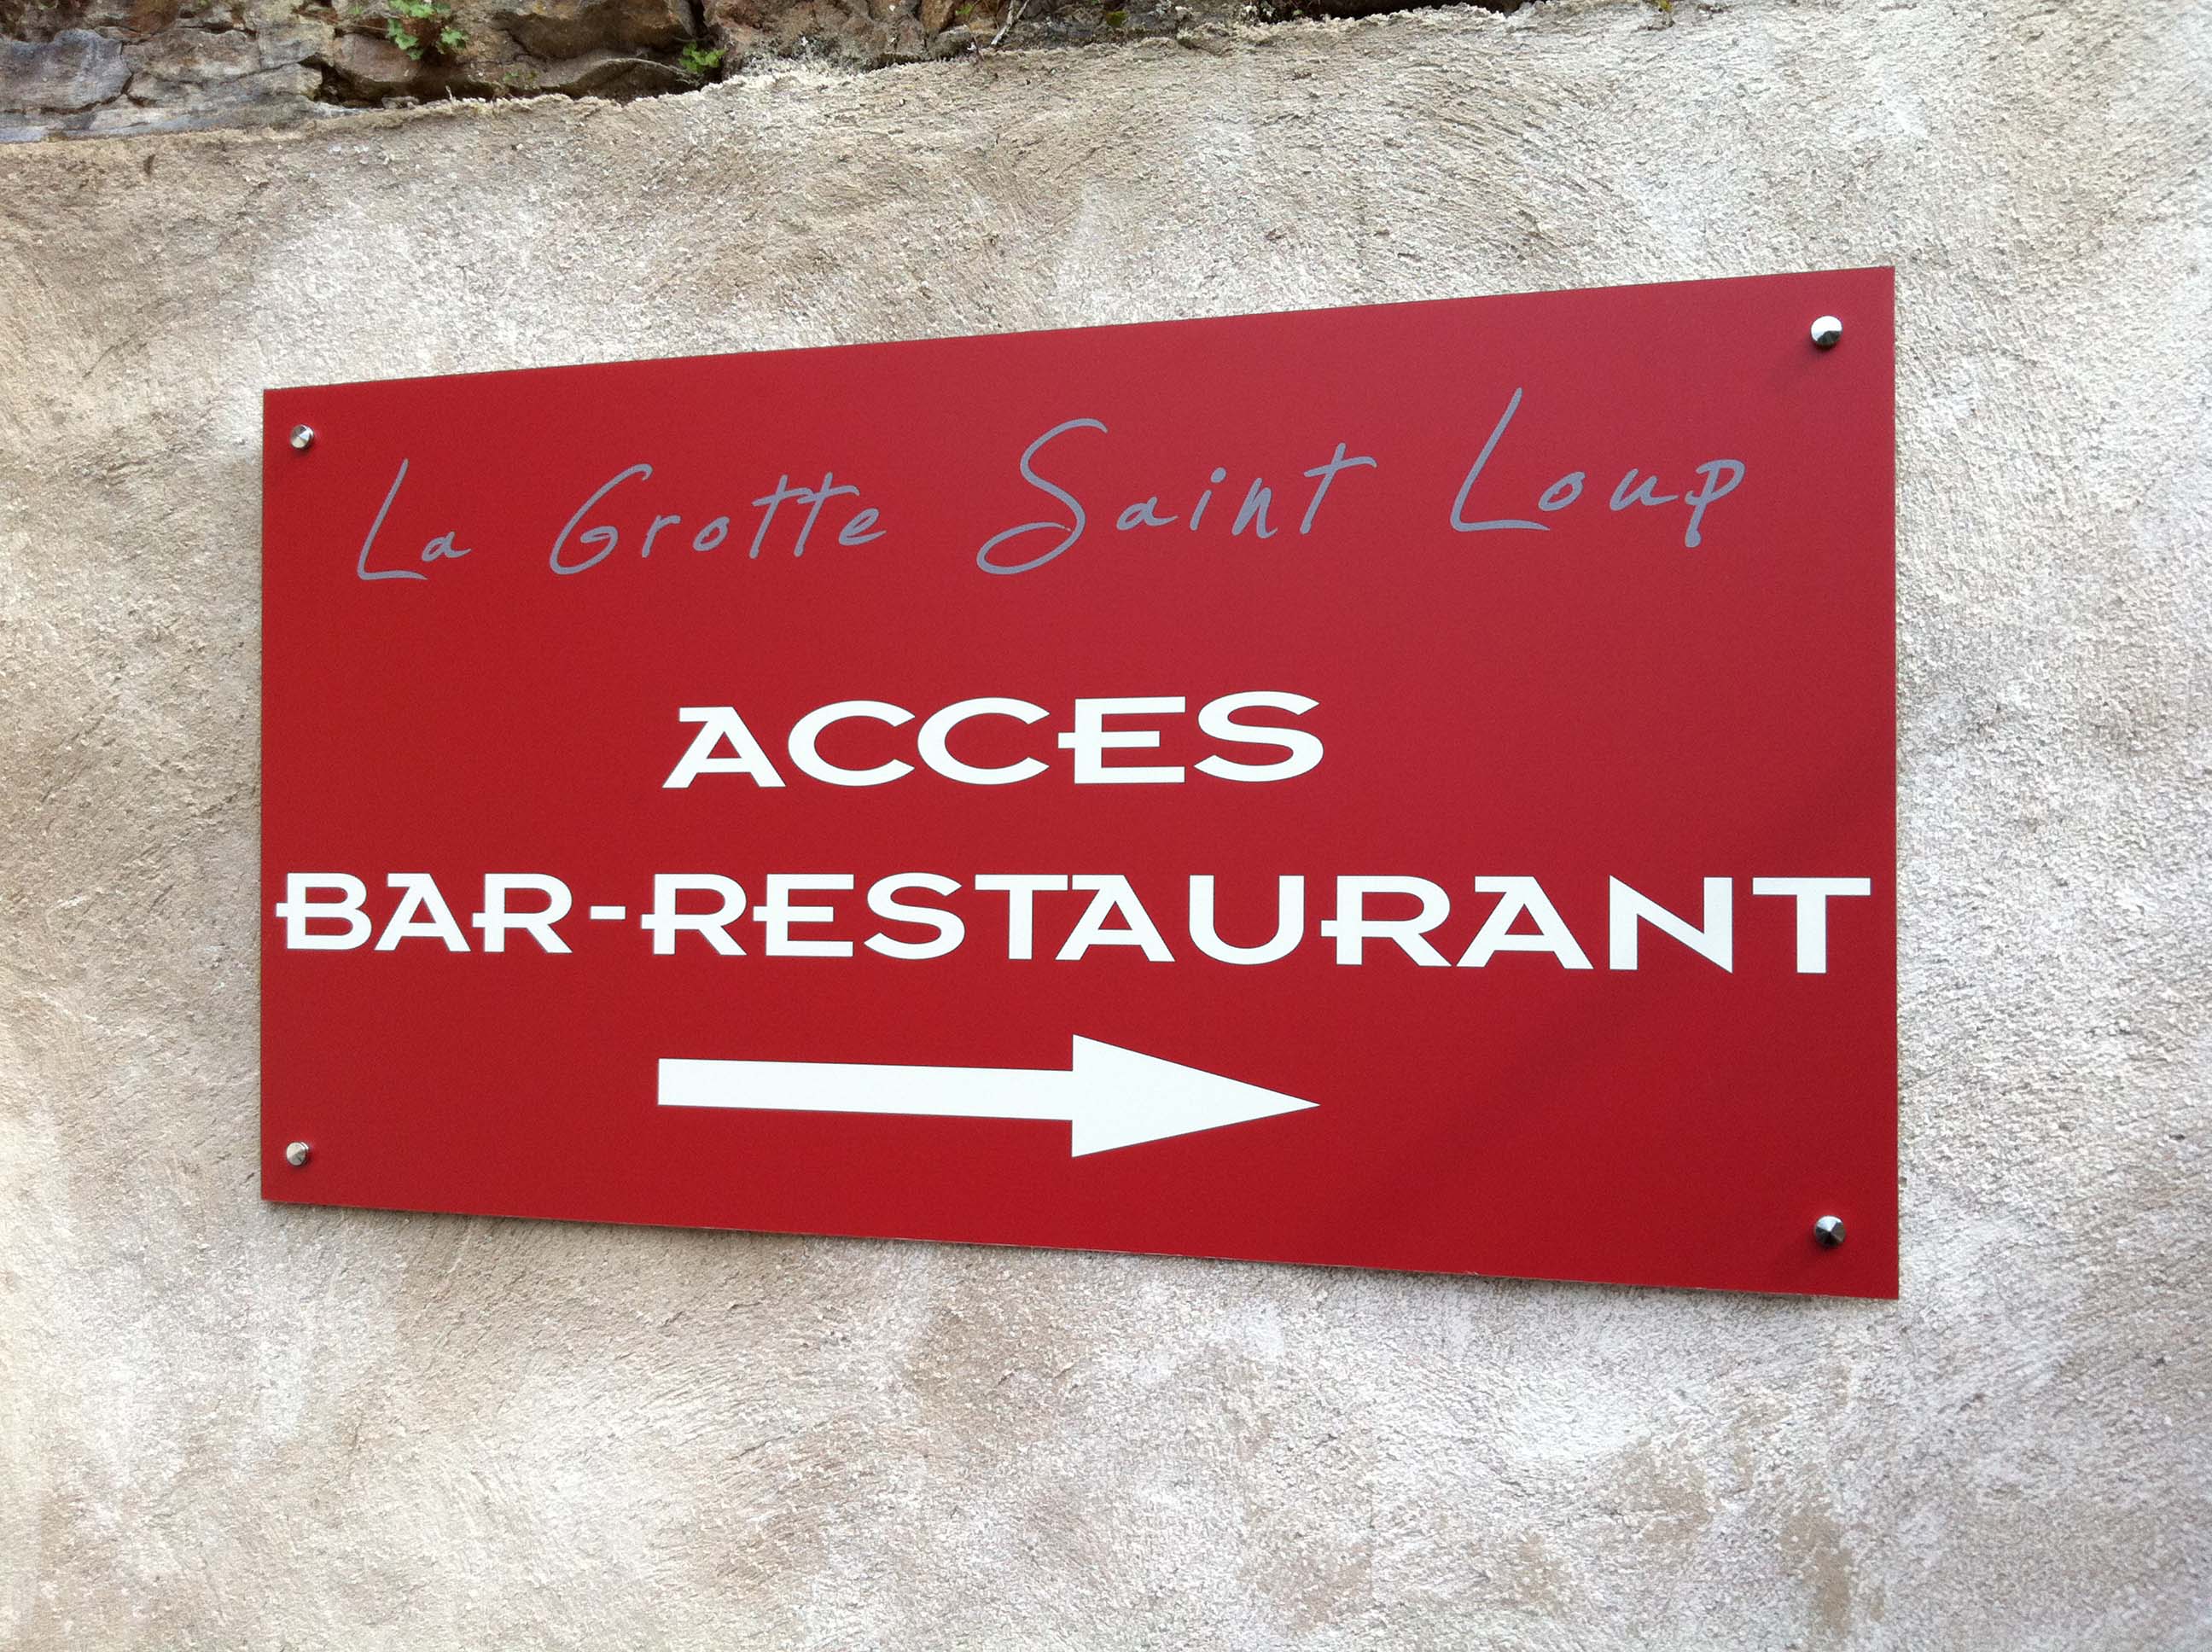 La Grotte Saint Loup
ACCES
BAR-RESTAURANT